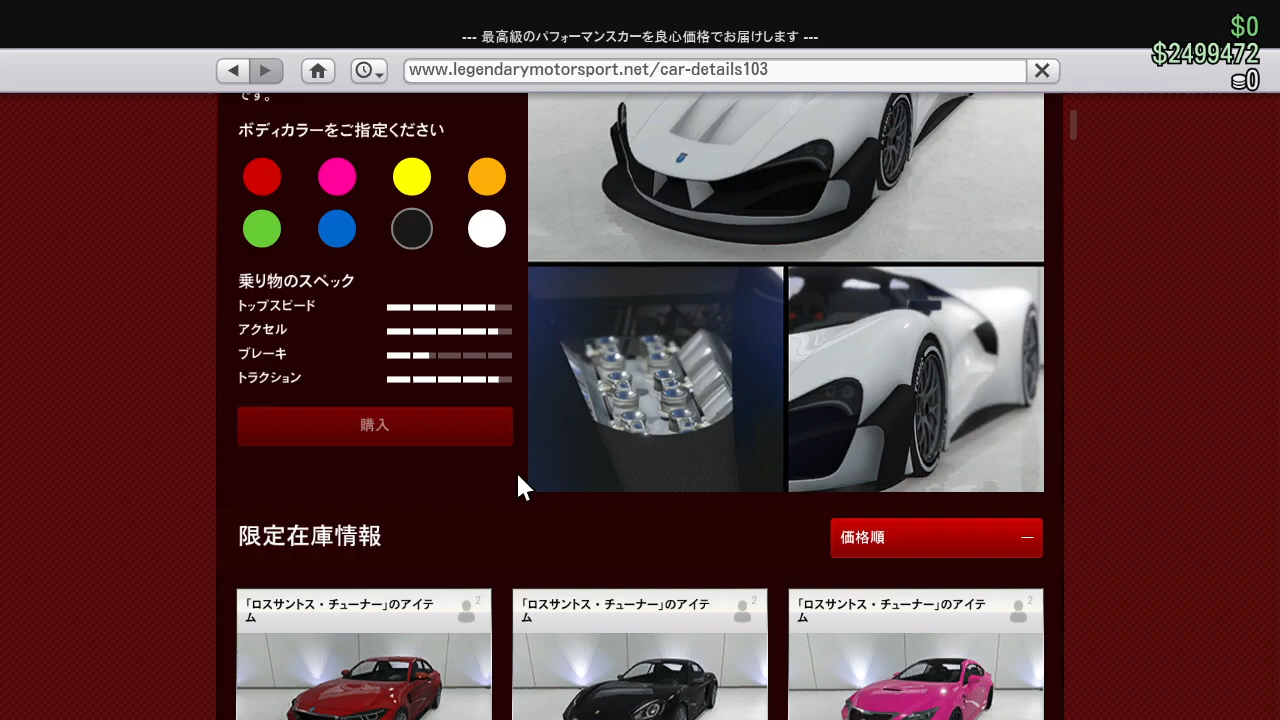 --- 最高級のパフォーマンスカーを良心価格でお届けします ---
$0
$2499472
0
www.legendarymotorsport.net/car-details103
です。
ボディカラーをご指定ください
乗り物のスペック
トップスピード
アクセル
ブレーキ
トラクション
購入
限定在庫情報
価格順
「ロスサントス・チューナー」のアイテ
ム
2
「ロスサントス・チューナー」のアイテ
ム
2
「ロスサントス・チューナー」のアイテ
ム
2